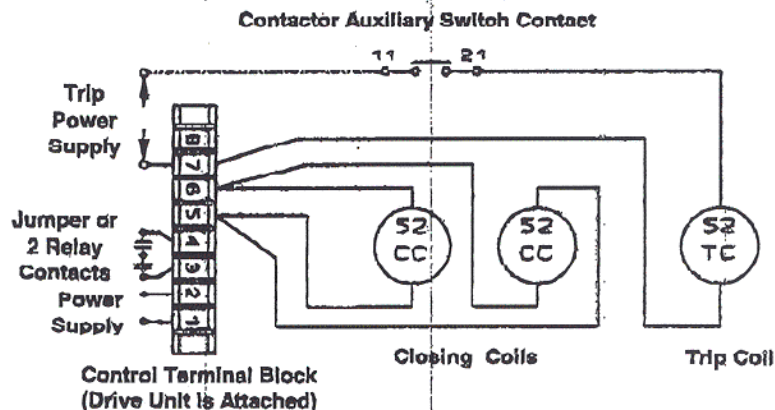 Contactor Auxiliary Switch Contact
11 21
Trip
Power
Supply
8
7
6
5
4
3
2
1
Jumper or
2 Relay
Contacts
Power
Supply
52
CC
52
CC
52
TC
Closing Coils
Trip Coil
Control Terminal Block
(Drive Unit is Attached)